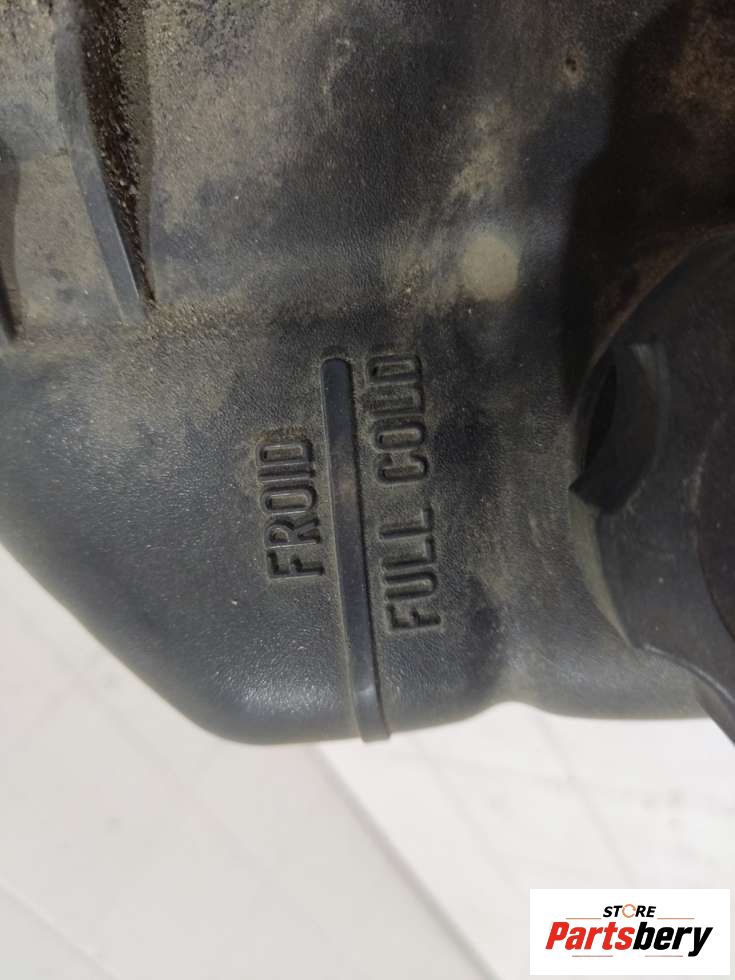 FROID
FULL COLD
STORE
Partsbery